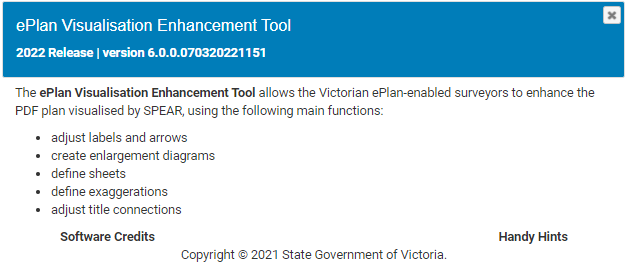 ePlan Visualisation Enhancement Tool
2022 Release | version 6.0.0.070320221151
The ePlan Visualisation Enhancement Tool allows the Victorian ePlan-enabled surveyors to enhance the
PDF plan visualised by SPEAR, using the following main functions:
• adjust labels and arrows
• create enlargement diagrams
• define sheets
• define exaggerations
• adjust title connections
Software Credits Handy Hints
Copyright © 2021 State Government of Victoria.